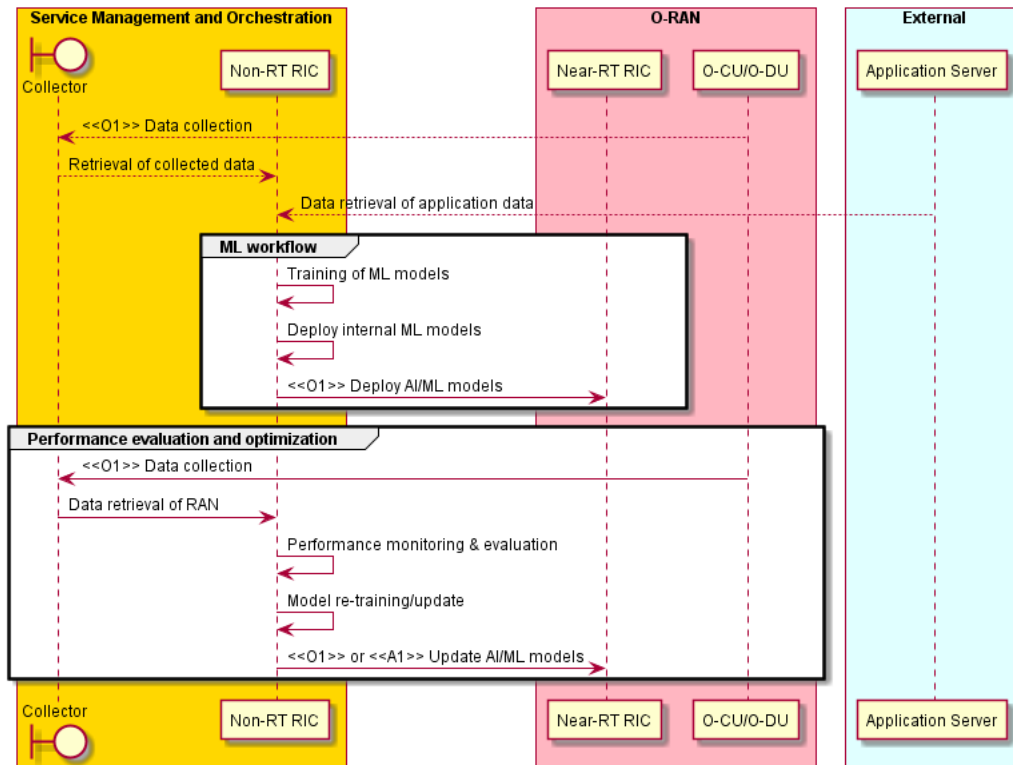 Service Management and Orchestration
O-RAN
External
Collector
Non-RT RIC
Near-RT RIC
O-CU/O-DU
Application Server
<<O1>> Data collection
Retrieval of collected data
Data retrieval of application data
ML workflow
Training of ML models
Deploy internal ML models
<<O1>> Deploy AI/ML models
Performance evaluation and optimization
<<O1>> Data collection
Data retrieval of RAN
Performance monitoring & evaluation
Model re-training/update
<<O1>> or <<A1>> Update AI/ML models
Collector
Non-RT RIC
Near-RT RIC
O-CU/O-DU
Application Server